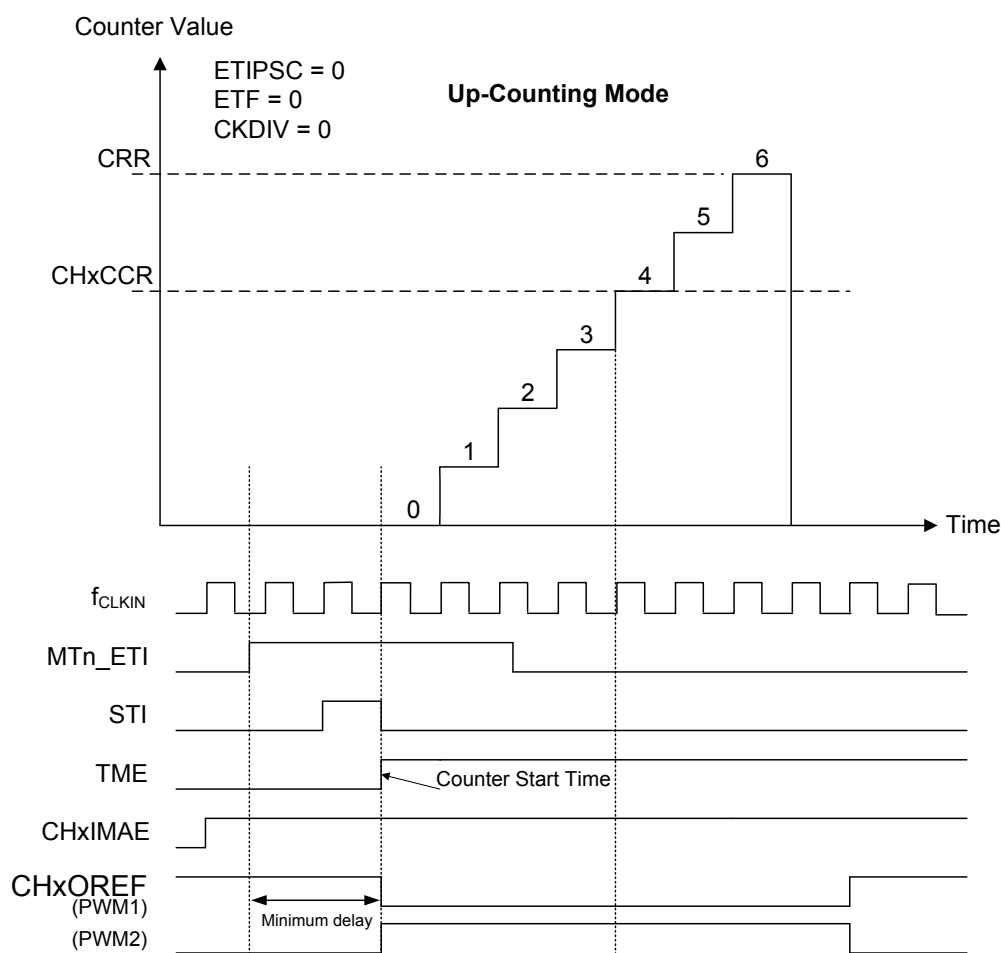 Counter Value
ETIPSC = 0
ETF = 0
CKDIV = 0
Up-Counting Mode
CRR
6
5
CHxCCR
4
3
2
1
0
Time
fCLKIN
MTn_ETI
STI
TME
Counter Start Time
CHxIMAE
CHxOREF
(PWM1)
Minimum delay
(PWM2)